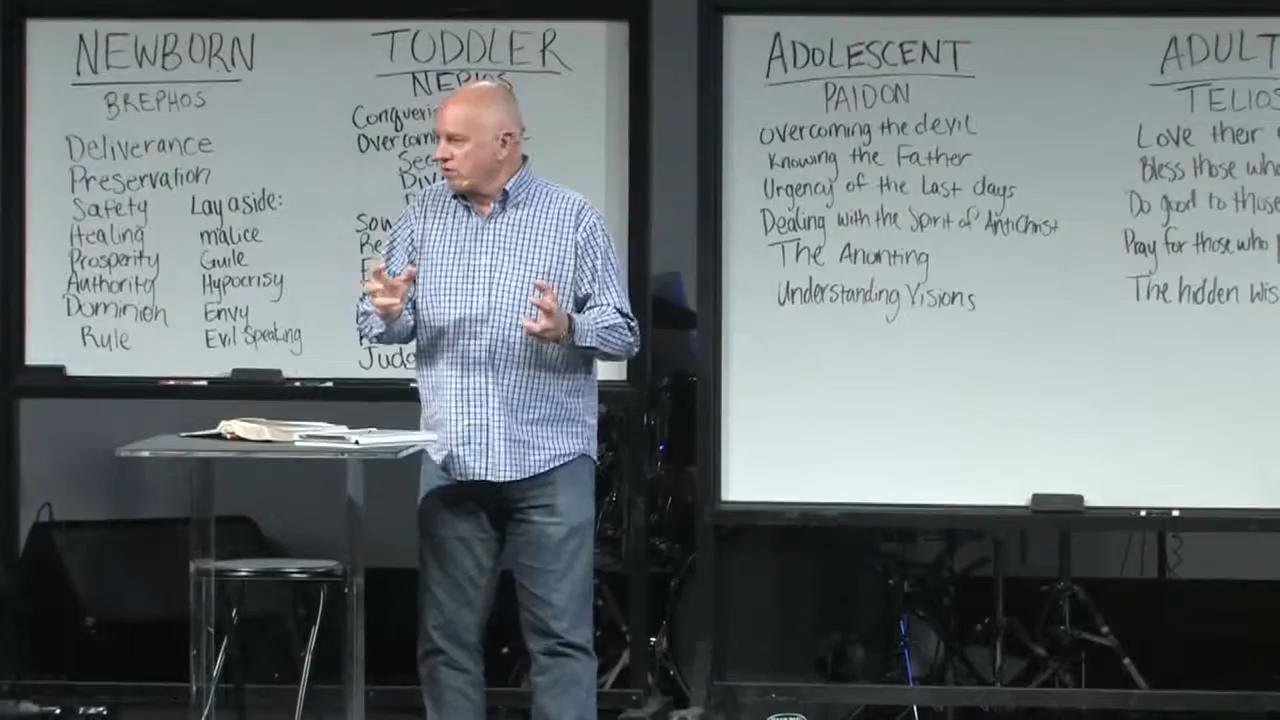 NEWBORN
BREPHOS
Deliverance
Preservation
Safety
Healing
Prosperity
Authority
Dominion
Rule
Lay aside:
malice
Guile
Hypocrisy
Envy
Evil Speaking
TODDLER
NEPIOS
ADOLESCENT
PAIDON
overcoming the devil
Knowing the Father
Urgency of the Last days
Dealing with the Spirit of AntiChrist
The Anointing
Understanding Visions
ADULT
TELIOS
Love their
Bless those who
Do good to those
Pray for those who
The hidden